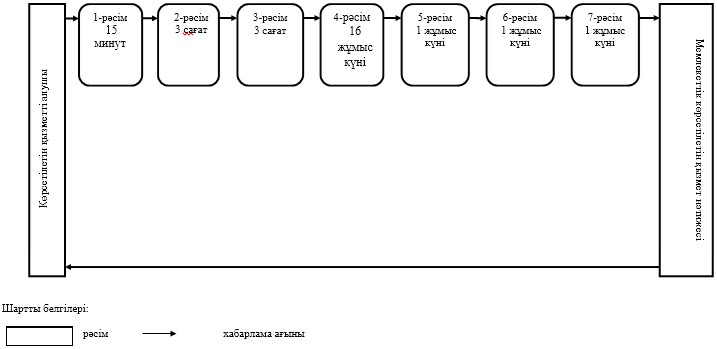 Көрсетілетін қызметті алушы
1-рәсім
15
минут
2-рәсім
3 сағат
3-рәсім
3 сағат
4-рәсім
16
жұмыс
күні
5-рәсім
1 жұмыс
күні
6-рәсім
1 жұмыс
күні
7-рәсім
1 жұмыс
күні
Мемлекеттік көрсетілетін қызмет нәтижесі
Шартты белгілері:
рәсім
хабарлама ағыны